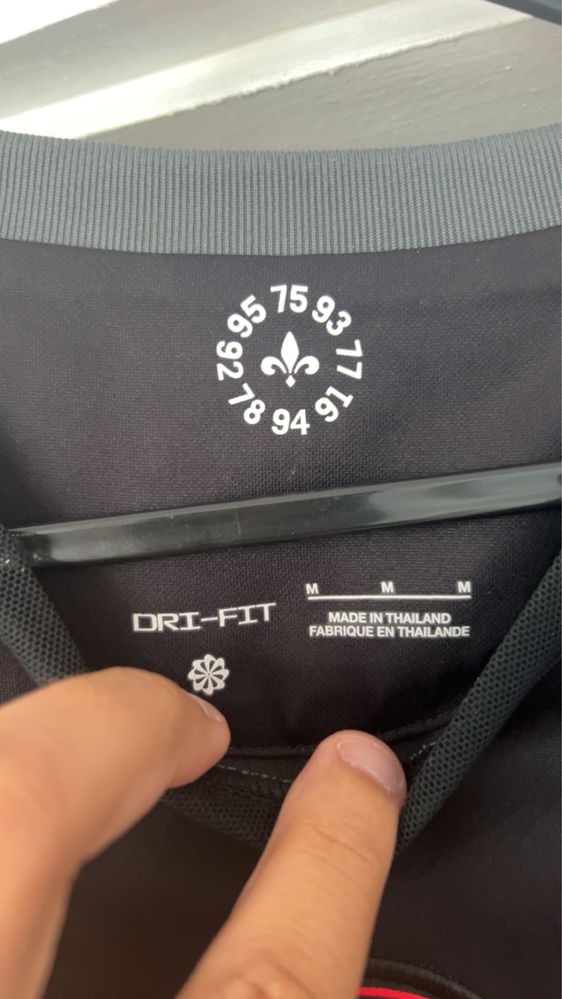 75 93 77 91 94 78 92 95
DRI-FIT
M M M
MADE IN THAILAND
FABRIQUE EN THAILANDE